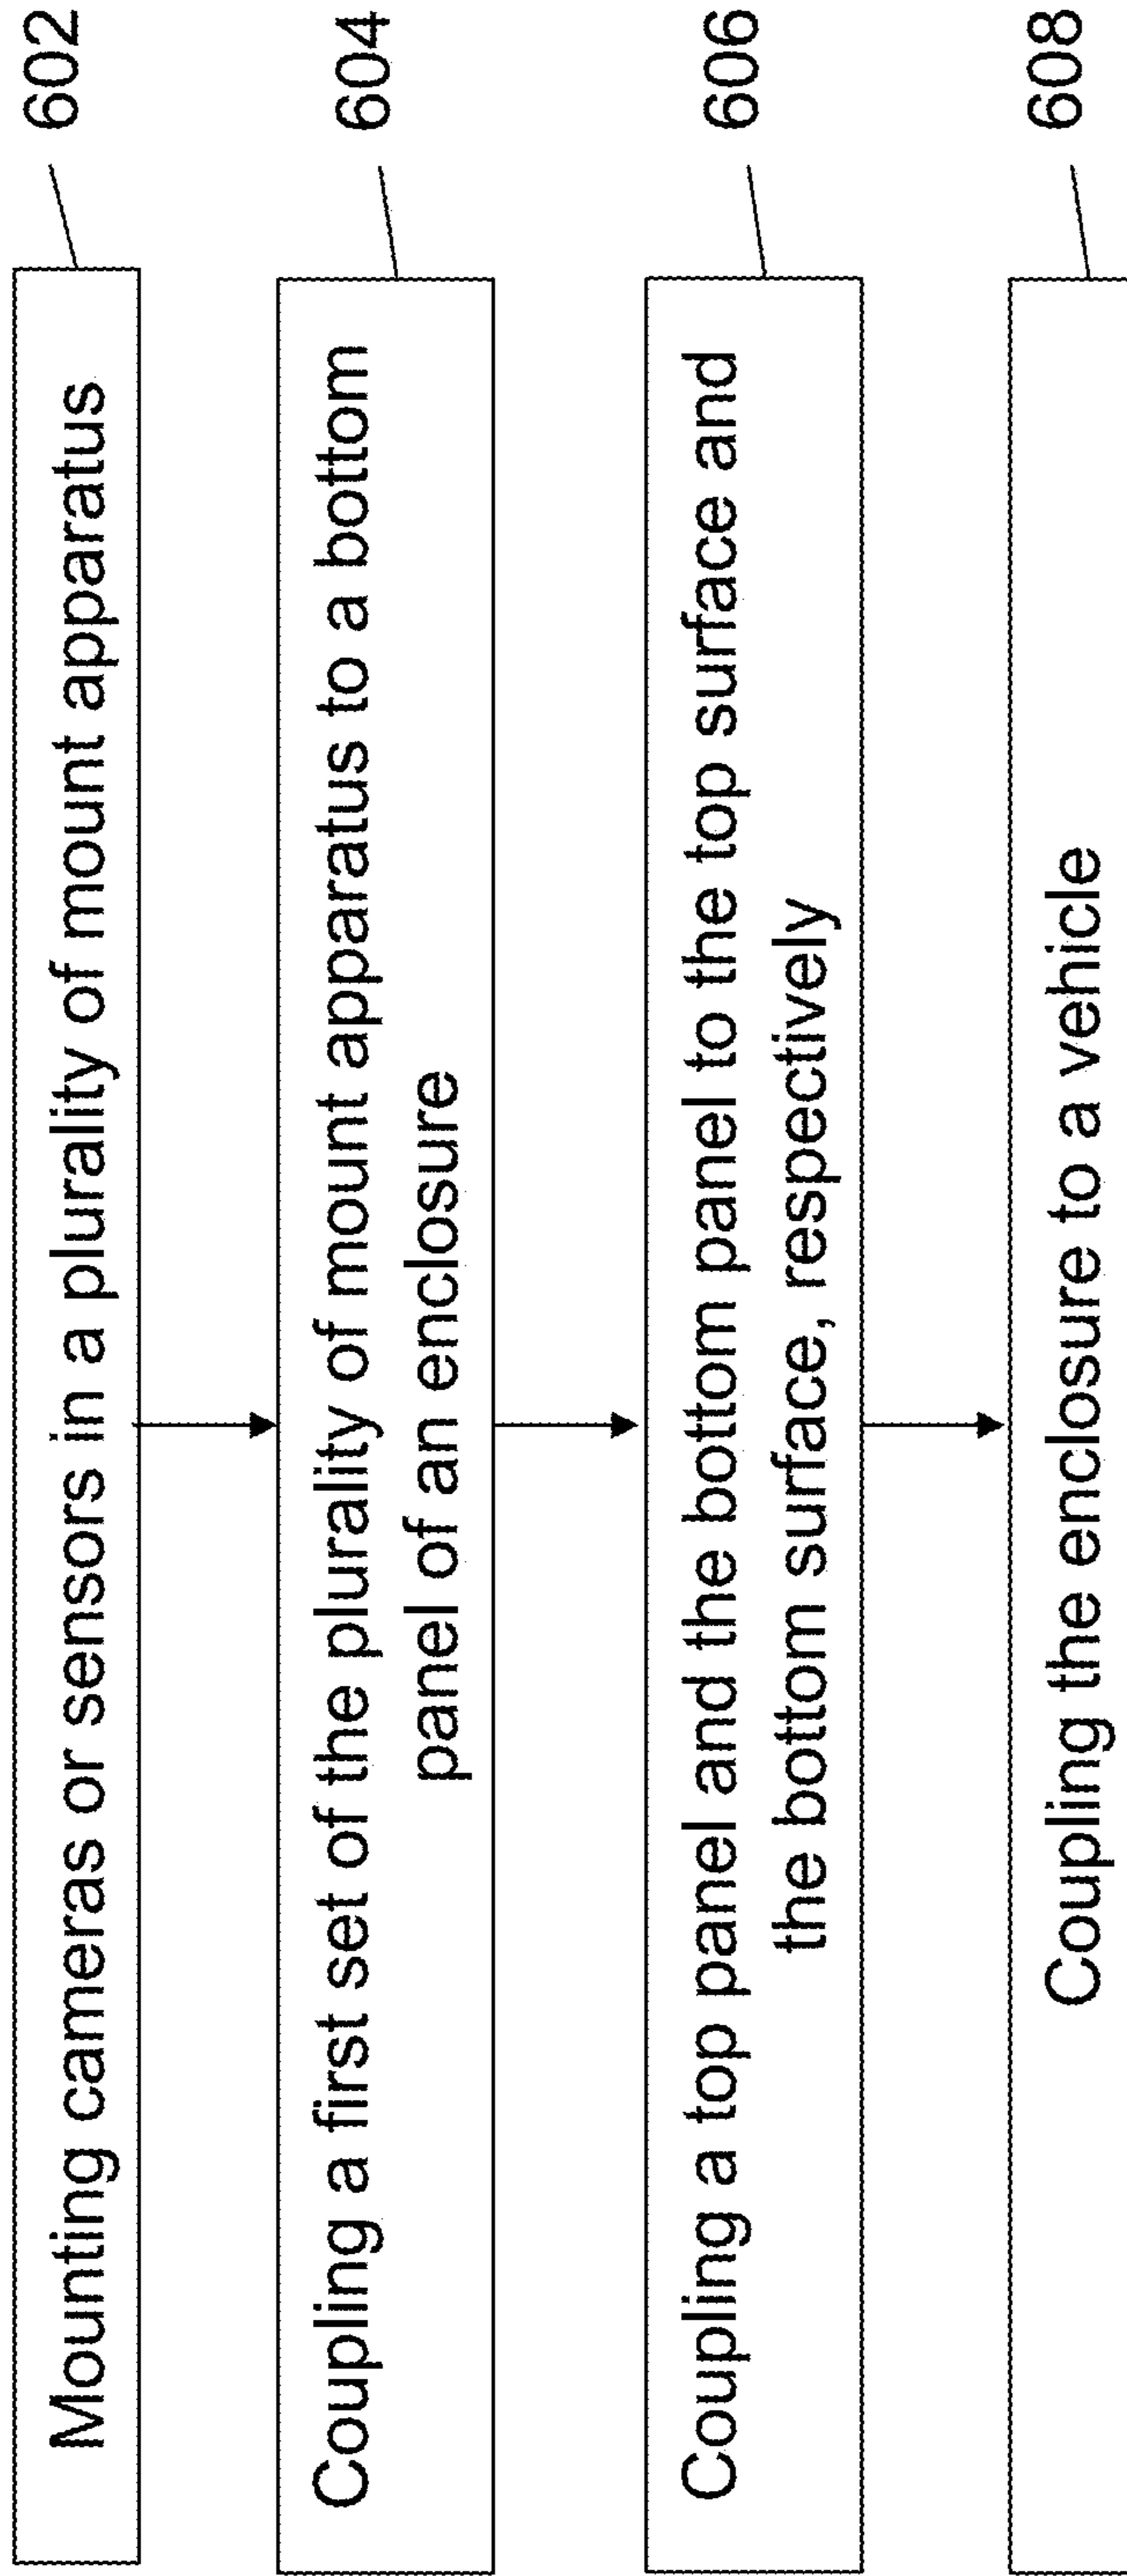 Mounting cameras or sensors in a plurality of mount apparatus
602
Coupling a first set of the plurality of mount apparatus to a bottom
panel of an enclosure
604
Coupling a top panel and the bottom panel to the top surface and
the bottom surface, respectively
606
Coupling the enclosure to a vehicle
608